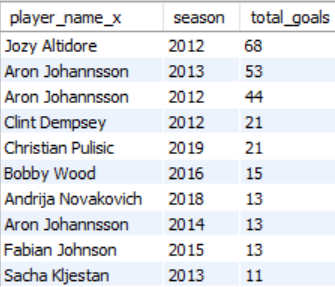 player_name_x season total_goals
Jozy Altidore 2012 68
Aron Johannsson 2013 53
Aron Johannsson 2012 44
Clint Dempsey 2012 21
Christian Pulisic 2019 21
Bobby Wood 2016 15
Andrija Novakovich 2018 13
Aron Johannsson 2014 13
Fabian Johnson 2015 13
Sacha Kljestan 2013 11